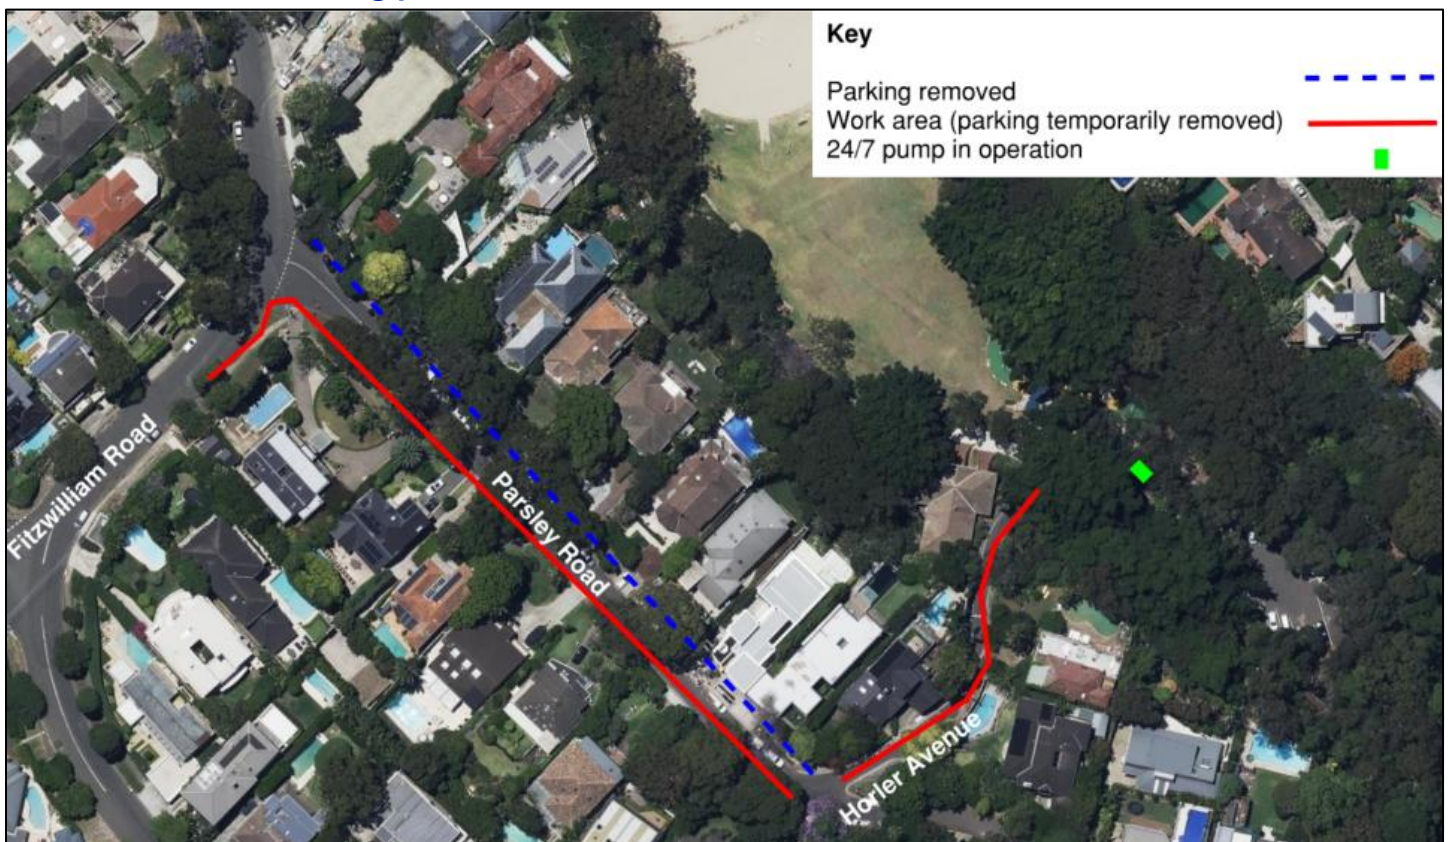 Key
Parking removed
Work area (parking temporarily removed)
24/7 pump in operation
Fitzwilliam Road
Parsley Road
Horler Avenue